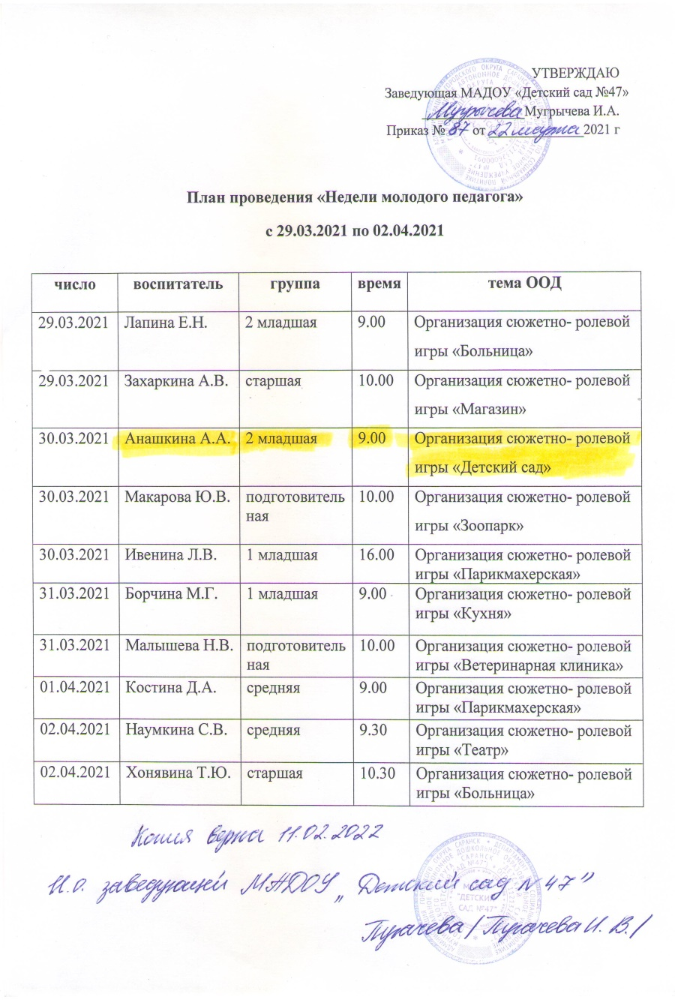 УТВЕРЖДАЮ
Заведующая МАДОУ «Детский сад №47»
Мугрычева Мугрычева И.А.
Приказ № 87 от 22 марта 2021 г
План проведения «Недели молодого педагога»
с 29.03.2021 по 02.04.2021
число воспитатель группа время тема ООД
29.03.2021 Лапина Е.Н. 2 младшая 9.00 Организация сюжетно- ролевой
игры «Больница»
29.03.2021 Захаркина А.В. старшая 10.00 Организация сюжетно- ролевой
игры «Магазин»
30.03.2021 Анашкина А.А. 2 младшая 9.00 Организация сюжетно- ролевой
игры «Детский сад»
30.03.2021 Макарова Ю.В. подготовитель 10.00 Организация сюжетно- ролевой
ная игры «Зоопарк»
30.03.2021 Ивенина Л.В. 1 младшая 16.00 Организация сюжетно- ролевой
игры «Парикмахерская»
31.03.2021 Борчина М.Г. 1 младшая 9.00 Организация сюжетно- ролевой
игры «Кухня»
31.03.2021 Малышева Н.В. подготовитель 10.00 Организация сюжетно- ролевой
ная игры «Ветеринарная клиника»
01.04.2021 Костина Д.А. средняя 9.00 Организация сюжетно- ролевой
игры «Парикмахерская»
02.04.2021 Наумкина С.В. средняя 9.30 Организация сюжетно- ролевой
игры «Театр»
02.04.2021 Хонявина Т.Ю. старшая 10.30 Организация сюжетно- ролевой
игры «Больница»
Копия верна 11.02.2022
И.о. заведующей МАДОУ „Детский сад №47"
"ДЕТСКИЙ
САД №47"
Пугачева / Пугачева И. В. /